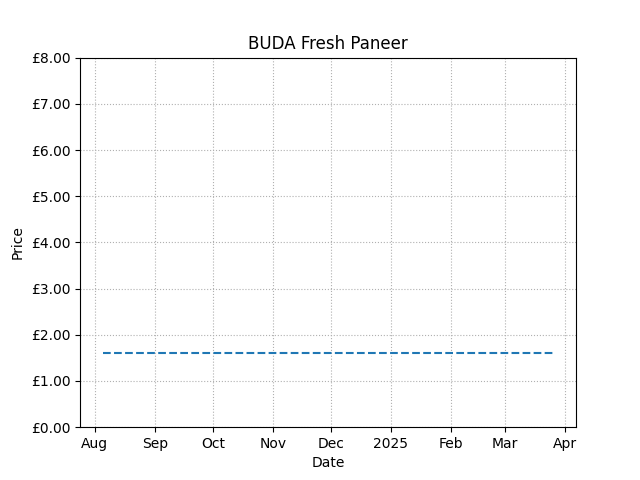 BUDA Fresh Paneer
£8.00
£7.00
£6.00
£5.00
£4.00
£3.00
£2.00
£1.00
£0.00
Price
Aug Sep Oct Nov Dec 2025 Feb Mar Apr
Date